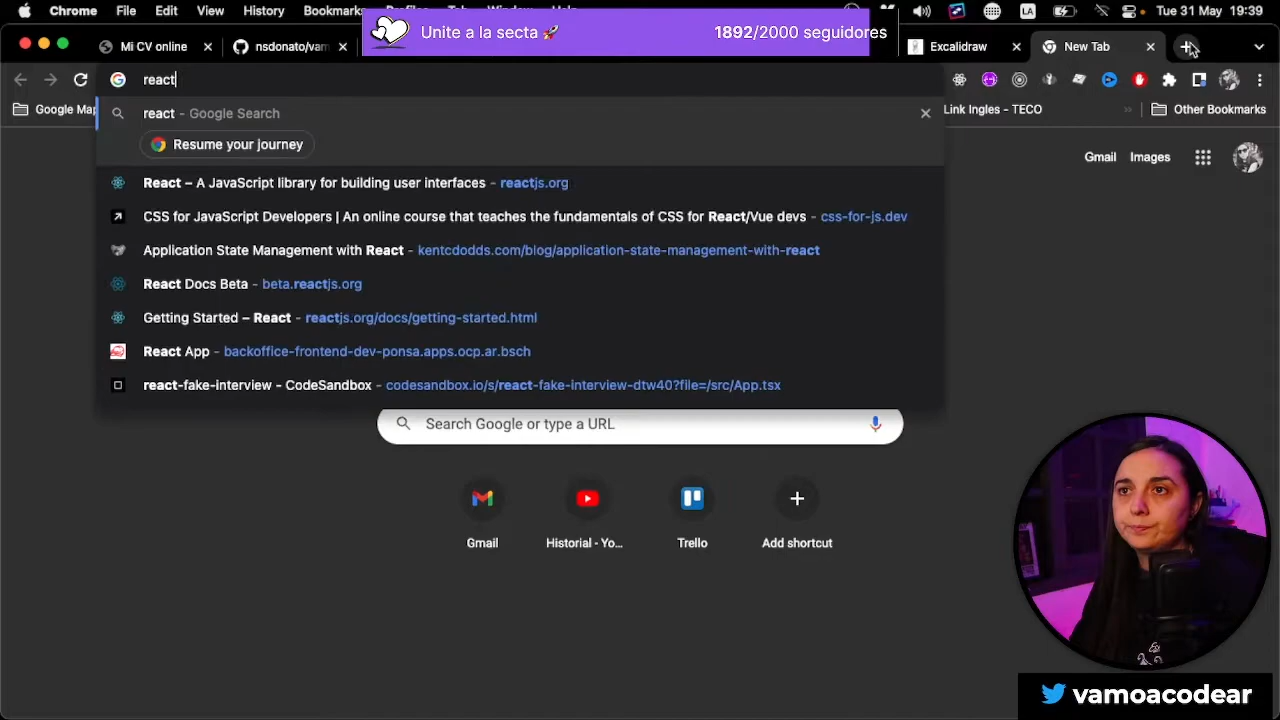 Chrome File Edit View History Bookmarks LA Tue 31 May 19:39
Unite a la secta 🚀 1892/2000 seguidores
Mi CV online nsdonato/vam Excalidraw New Tab
react
Google Map Link Ingles - TECO Other Bookmarks
react - Google Search
Resume your journey
Gmail Images
React – A JavaScript library for building user interfaces - reactjs.org
CSS for JavaScript Developers | An online course that teaches the fundamentals of CSS for React/Vue devs - css-for-js.dev
Application State Management with React - kentcdodds.com/blog/application-state-management-with-react
React Docs Beta - beta.reactjs.org
Getting Started – React - reactjs.org/docs/getting-started.html
React App - backoffice-frontend-dev-ponsa.apps.ocp.ar.bsch
react-fake-interview - CodeSandbox - codesandbox.io/s/react-fake-interview-dtw40?file=/src/App.tsx
Search Google or type a URL
Gmail Historial - Yo... Trello Add shortcut
vamoacodear